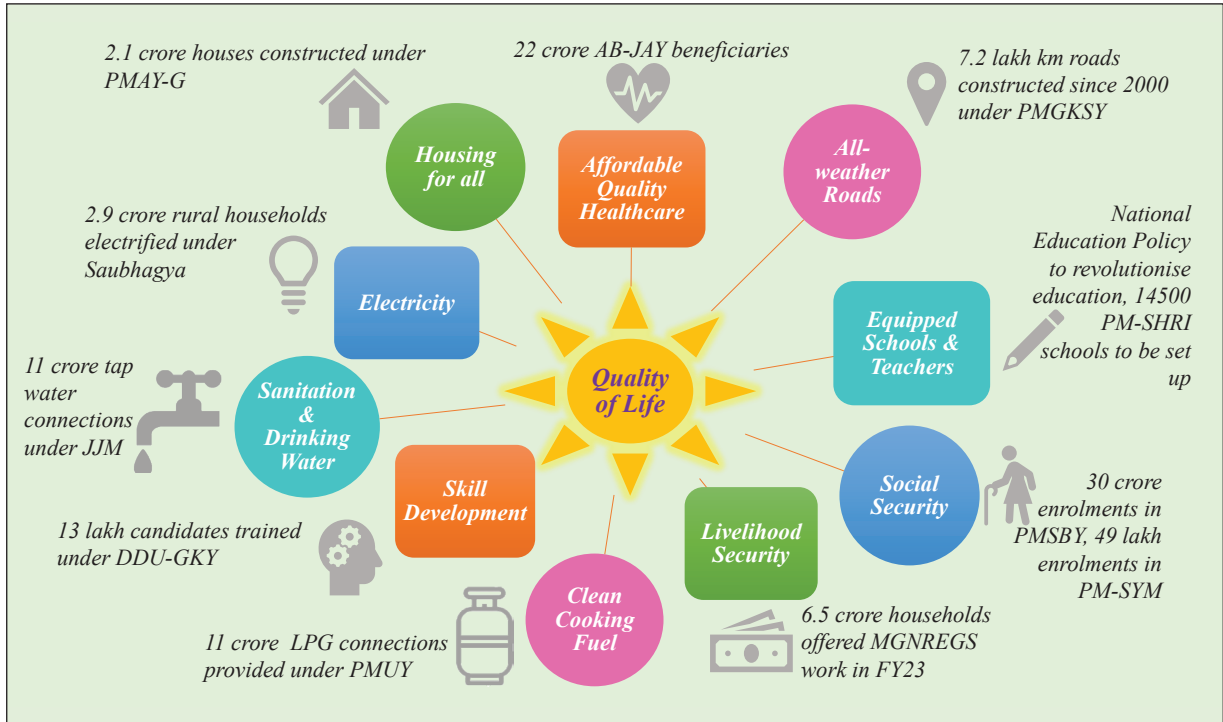 2.1 crore houses constructed under
PMAY-G
22 crore AB-JAY beneficiaries
7.2 lakh km roads
constructed since 2000
under PMGKSY
Housing
for all
Affordable
Quality
Healthcare
All-
weather
Roads
2.9 crore rural households
electrified under
Saubhagya
Electricity
National
Education Policy
to revolutionise
education, 14500
PM-SHRI
schools to be set
up
Equipped
Schools &
Teachers
Quality
of Life
11 crore tap
water
connections
under JJM
Sanitation
&
Drinking
Water
Skill
Development
Social
Security
30 crore
enrolments in
PMSBY, 49 lakh
enrolments in
PM-SYM
13 lakh candidates trained
under DDU-GKY
Livelihood
Security
Clean
Cooking
Fuel
11 crore LPG connections
provided under PMUY
6.5 crore households
offered MGNREGS
work in FY23